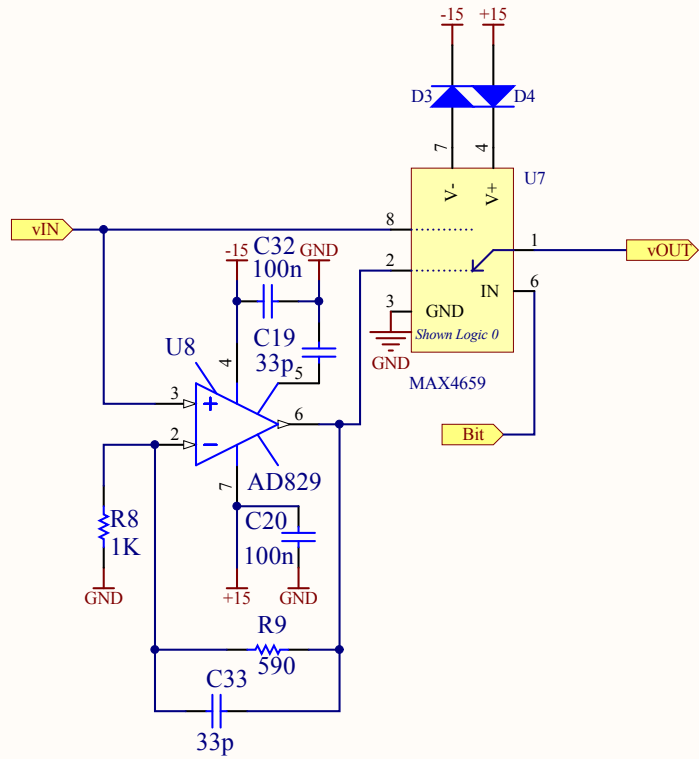 -15 +15
D3 D4
7 4
V- V+
U7
vIN
8
1
vOUT
-15 C32 GND
100n
2
6
IN
3 GND
Shown Logic 0
GND
MAX4659
C19
33p
U8
4
5
3
6
2
Bit
AD829
7
R8
1K
C20
100n
GND
+15
GND
R9
590
C33
33p